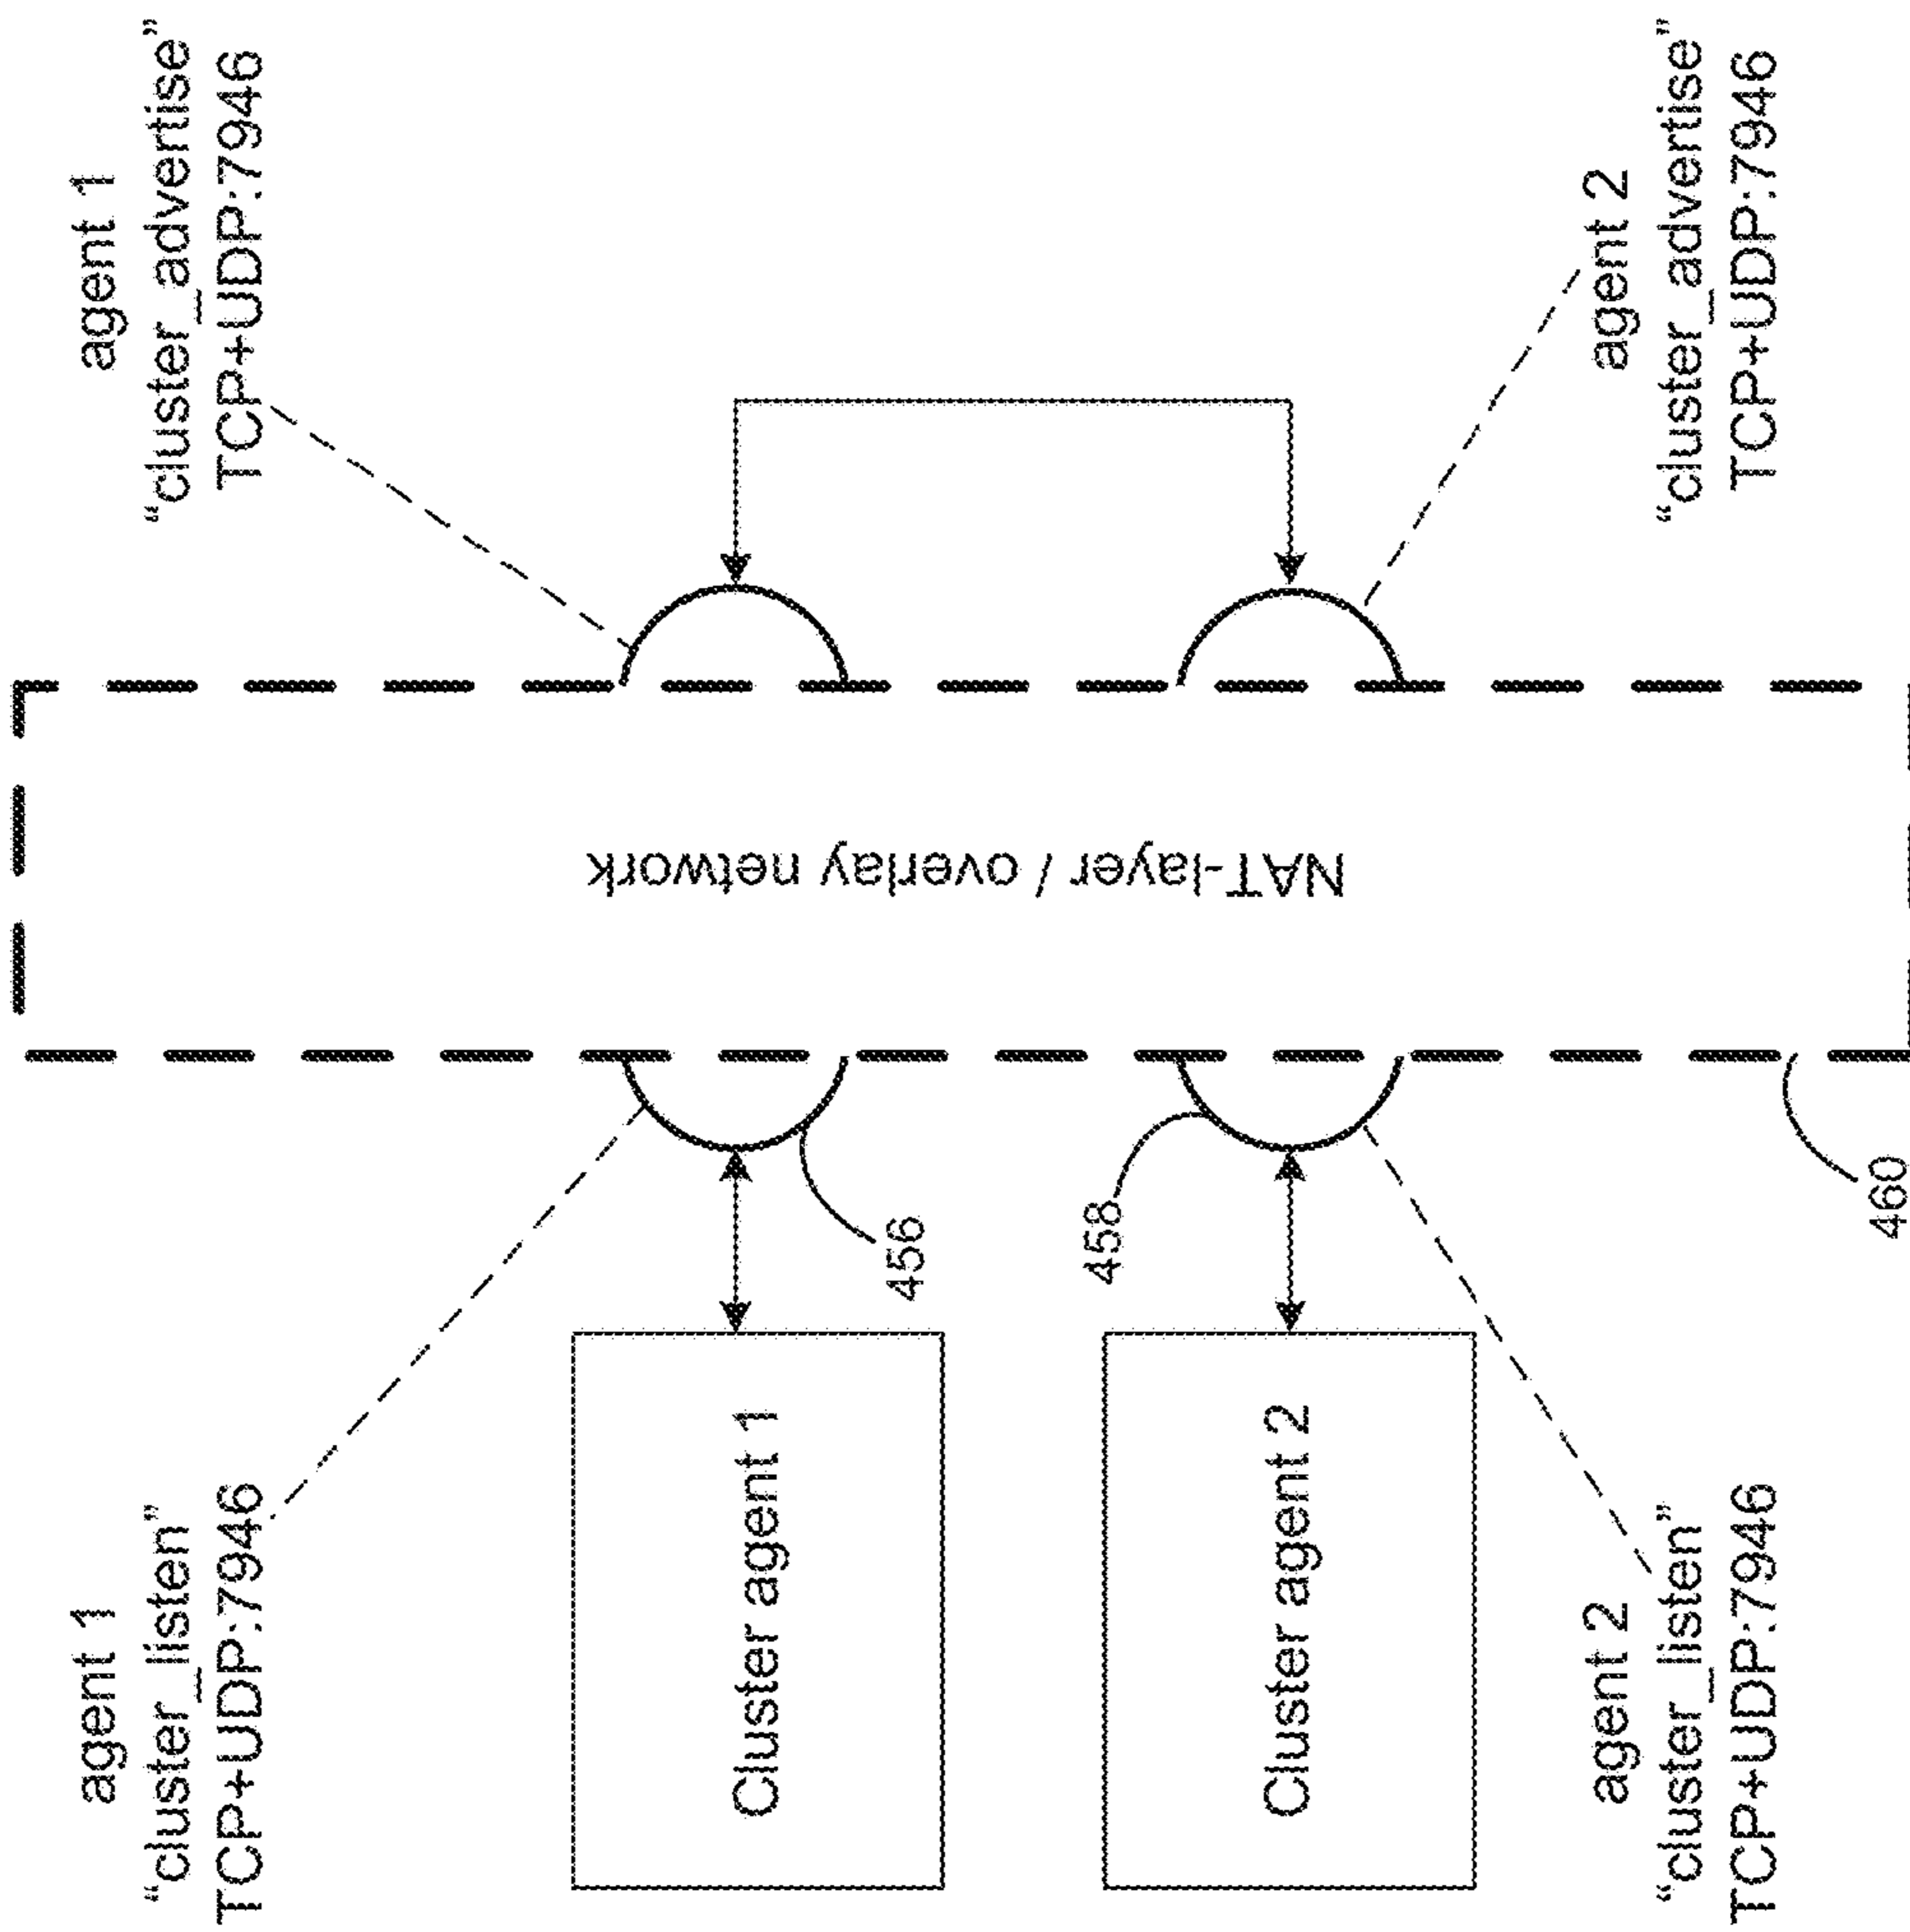 agent 1
“cluster_listen”
TCP+UDP:7946
agent 1
“cluster_advertise”
TCP+UDP:7946
Cluster agent 1
456
NAT-layer / overlay network
458
Cluster agent 2
agent 2
“cluster_listen”
TCP+UDP:7946
agent 2
“cluster_advertise”
TCP+UDP:7946
460